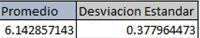 Promedio Desviacion Estandar
6.142857143 0.377964473